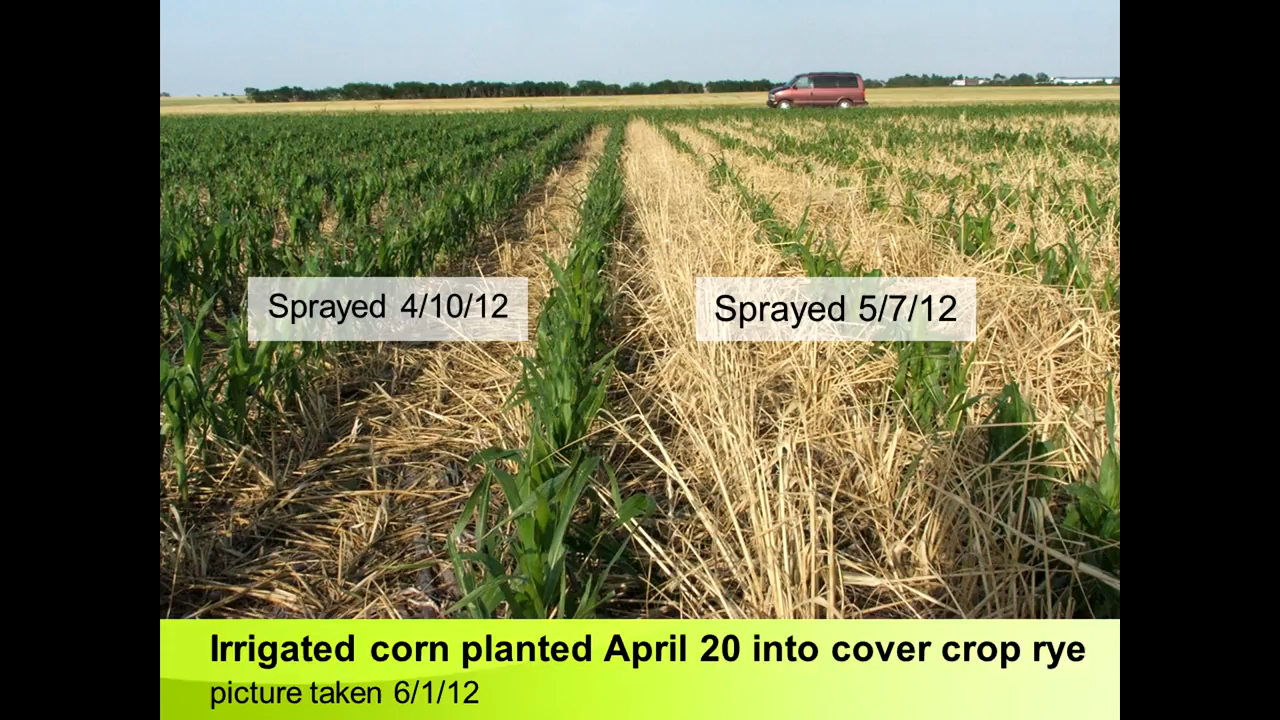 Sprayed 4/10/12
Sprayed 5/7/12
Irrigated corn planted April 20 into cover crop rye
picture taken 6/1/12